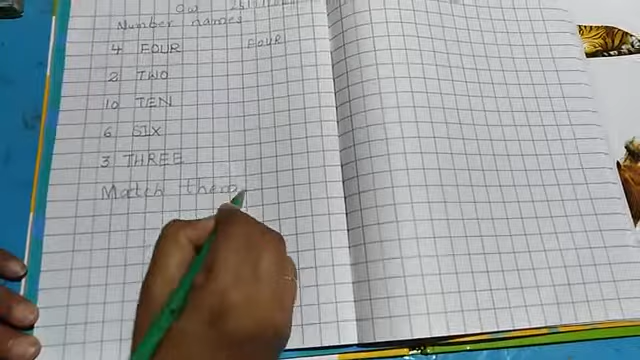 Number names
4 FOUR FOUR
2 TWO
10 TEN
6 SIX
3 THREE
Match them